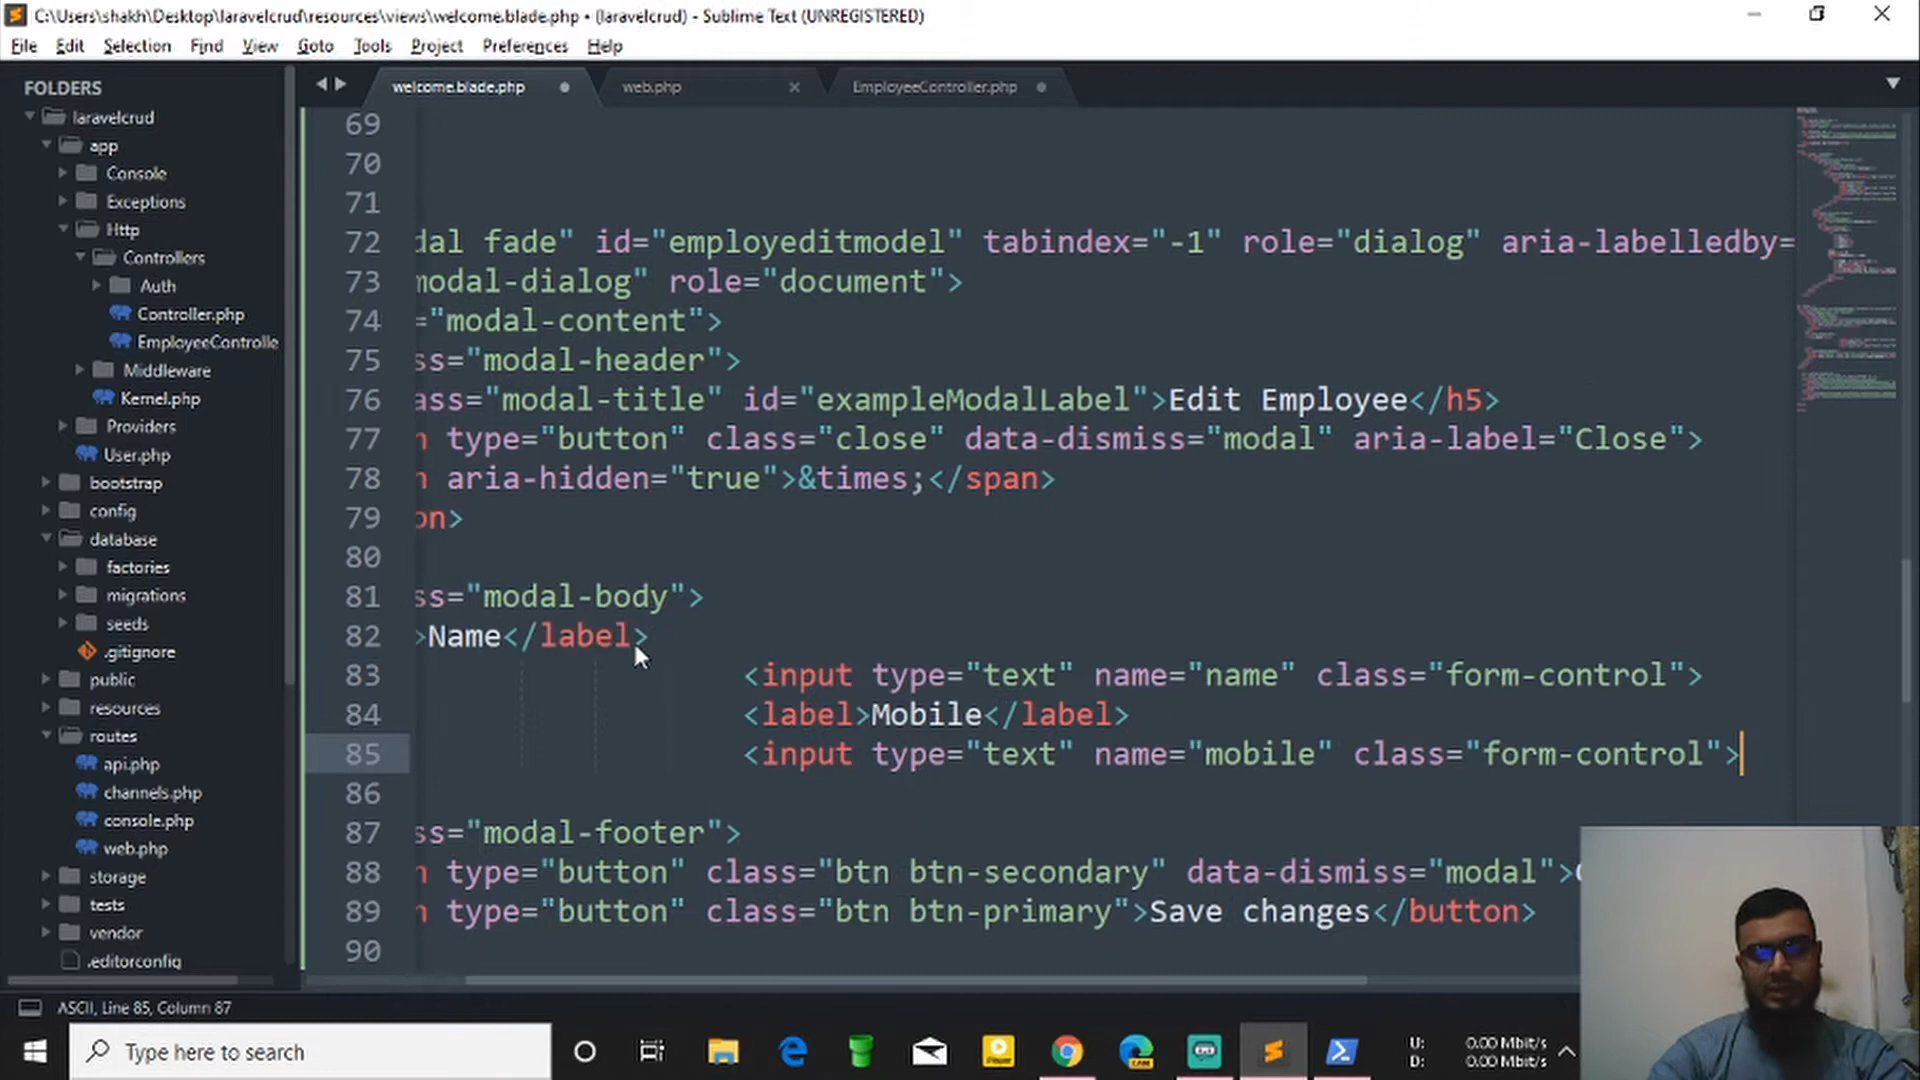 C:\Users\shakh\Desktop\laravelcrud\resources\views\welcome.blade.php • (laravelcrud) - Sublime Text (UNREGISTERED)
File Edit Selection Find View Goto Tools Project Preferences Help
FOLDERS
laravelcrud
app
Console
Exceptions
Http
Controllers
Auth
Controller.php
EmployeeControlle
Middleware
Kernel.php
Providers
User.php
bootstrap
config
database
factories
migrations
seeds
.gitignore
public
resources
routes
api.php
channels.php
console.php
web.php
storage
tests
vendor
.editorconfig
welcome.blade.php web.php EmployeeController.php
69
70
71
72 dal fade" id="employeditmodel" tabindex="-1" role="dialog" aria-labelledby=
73 modal-dialog" role="document">
74 ="modal-content">
75 ss="modal-header">
76 ass="modal-title" id="exampleModalLabel">Edit Employee</h5>
77 n type="button" class="close" data-dismiss="modal" aria-label="Close">
78 n aria-hidden="true">&times;</span>
79 on>
80
81 ss="modal-body">
82 >Name</label>
83 <input type="text" name="name" class="form-control">
84 <label>Mobile</label>
85 <input type="text" name="mobile" class="form-control">
86
87 ss="modal-footer">
88 n type="button" class="btn btn-secondary" data-dismiss="modal">
89 n type="button" class="btn btn-primary">Save changes</button>
90
ASCII, Line 85, Column 87
Type here to search
U: 0.00 Mbit/s
D: 0.00 Mbit/s